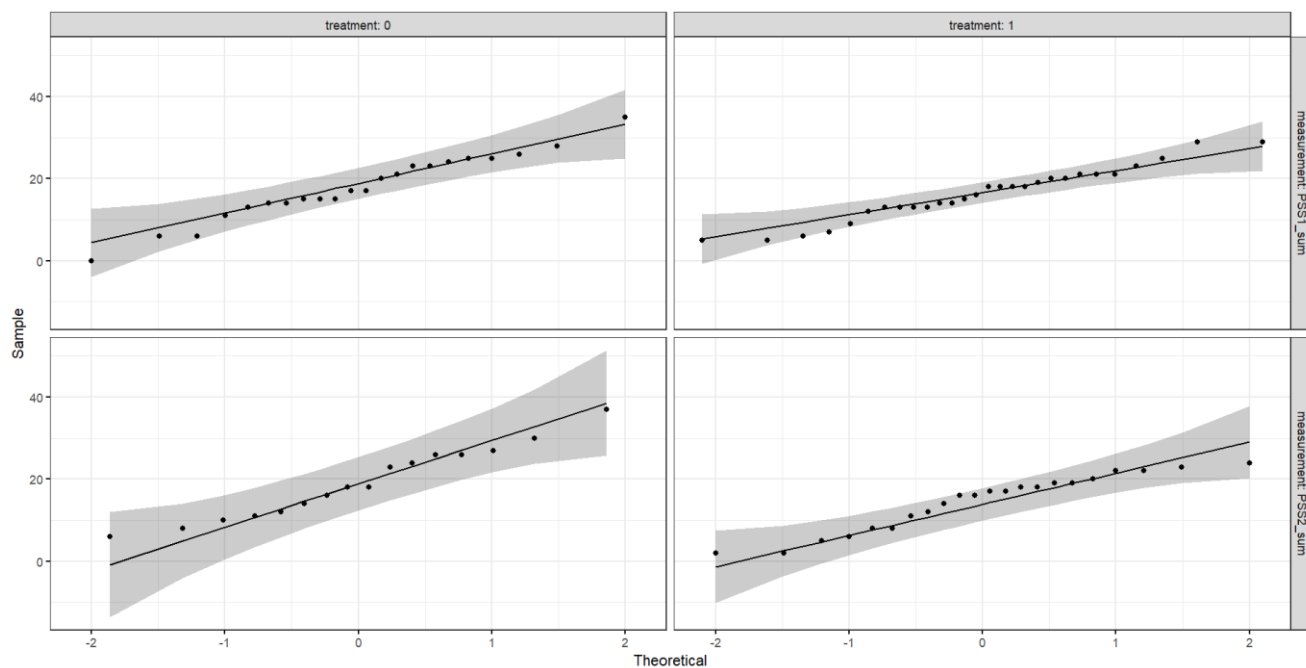 treatment: 0
treatment: 1
40
20
0
measurement: PSS1_sum
Sample
40
20
0
measurement: PSS2_sum
-2
-1
0
1
2
-2
-1
0
1
2
Theoretical